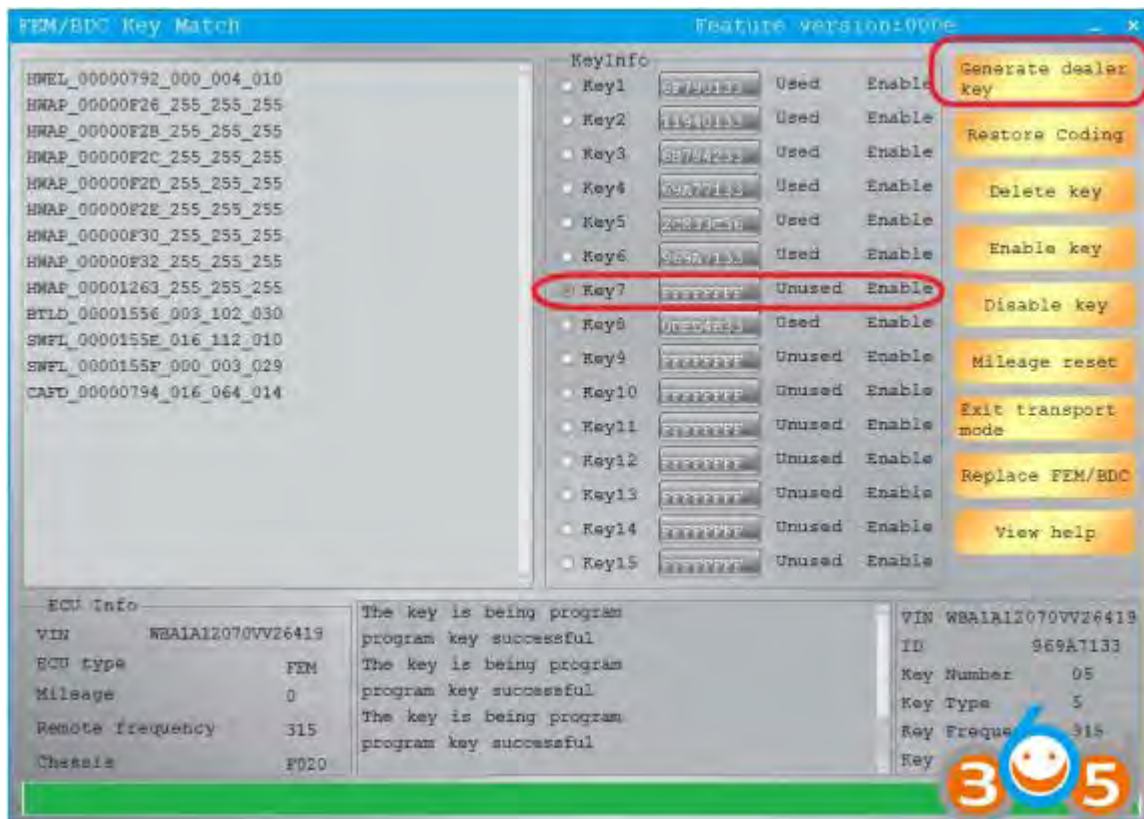 FEM/BDC Key Match
Feature version:000e
HWEL_00000792_000_004_010
HWAP_00000F26_255_255_255
HWAP_00000F2B_255_255_255
HWAP_00000F2C_255_255_255
HWAP_00000F2D_255_255_255
HWAP_00000F2E_255_255_255
HWAP_00000F30_255_255_255
HWAP_00000F32_255_255_255
HWAP_00001263_255_255_255
BTLD_00001556_003_102_030
SWFL_0000155E_016_112_010
SWFL_0000155F_000_003_029
CAFD_00000794_016_064_014
KeyInfo
Key1 Used Enable
Key2 11940133 Used Enable
Key3 6B794233 Used Enable
Key4 69A77133 Used Enable
Key5 2C833C36 Used Enable
Key6 969A7133 Used Enable
Key7 FFFFFFFF Unused Enable
Key8 Used Enable
Key9 FFFFFFFF Unused Enable
Key10 FFFFFFFF Unused Enable
Key11 FFFFFFFF Unused Enable
Key12 FFFFFFFF Unused Enable
Key13 FFFFFFFF Unused Enable
Key14 FFFFFFFF Unused Enable
Key15 FFFFFFFF Unused Enable
Generate dealer
key
Restore Coding
Delete key
Enable key
Disable key
Mileage reset
Exit transport
mode
Replace FEM/BDC
View help
ECU Info
VIN WBA1A12070VV26419
ECU type FEM
Mileage 0
Remote frequency 315
Chassis F020
The key is being program
program key successful
The key is being program
program key successful
The key is being program
program key successful
VIN WBA1A12070VV26419
ID 969A7133
Key Number 05
Key Type 5
Key Freque 315
Key
365